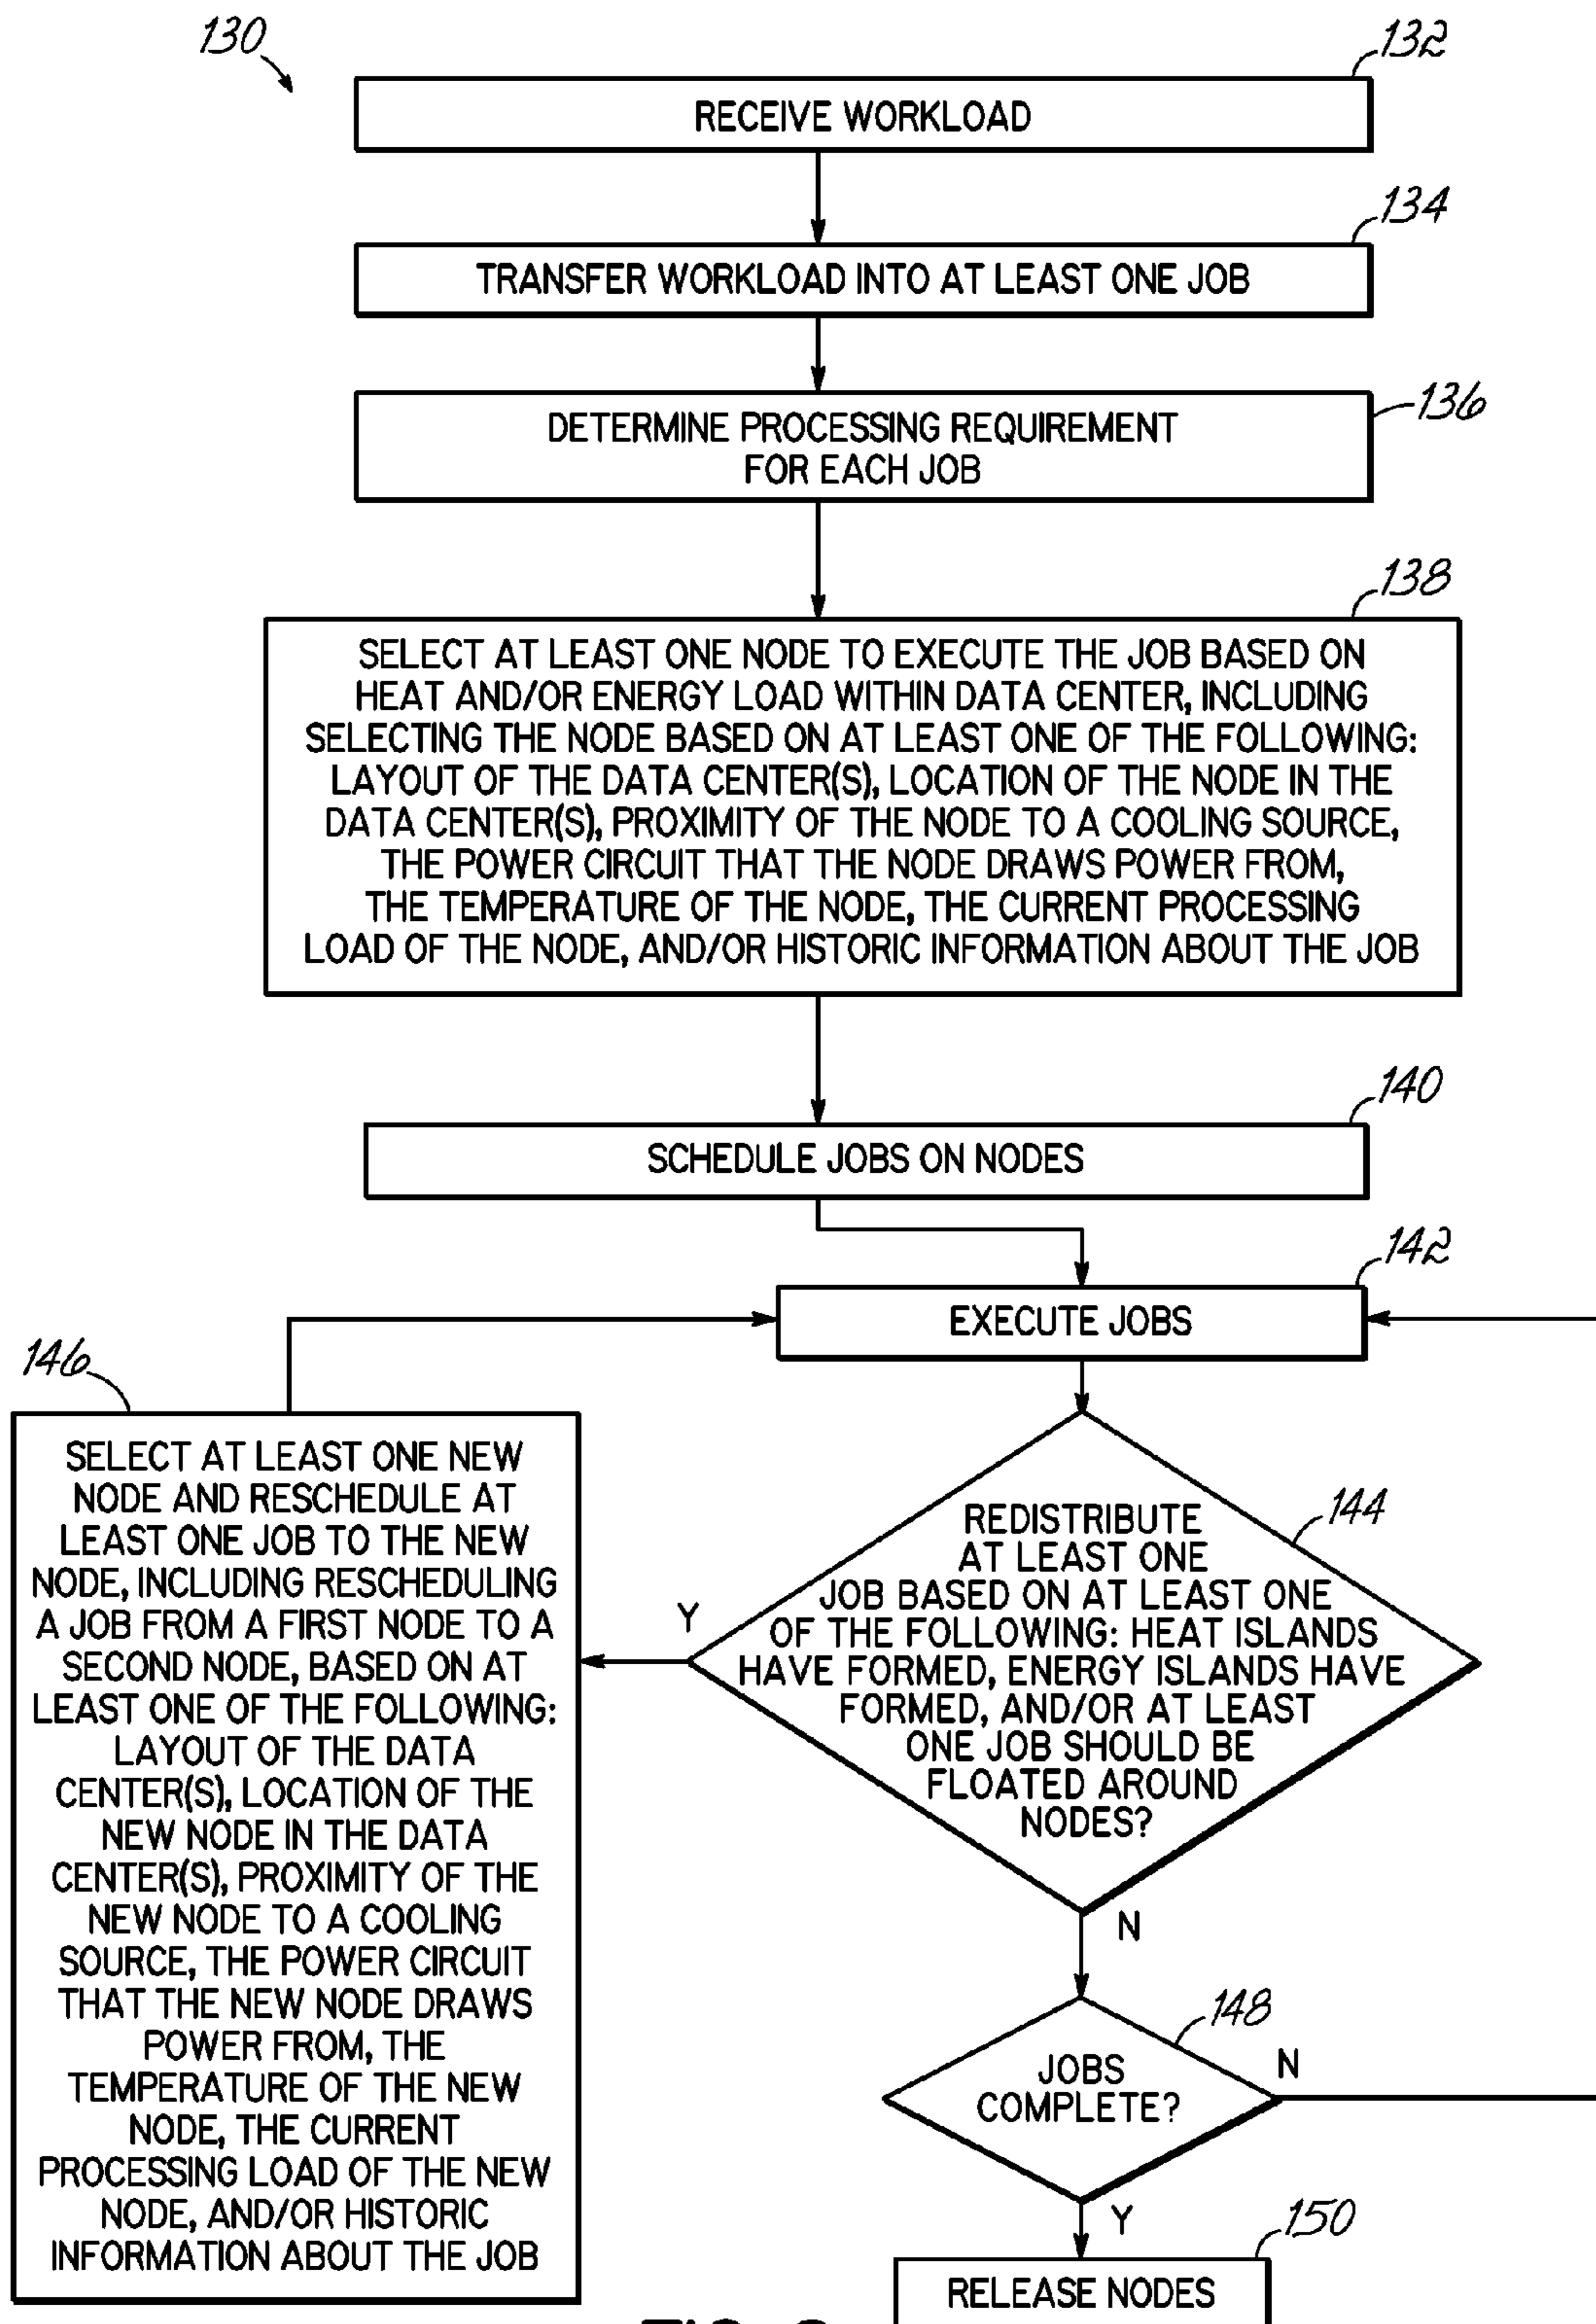 130
132
RECEIVE WORKLOAD
134
TRANSFER WORKLOAD INTO AT LEAST ONE JOB
136
DETERMINE PROCESSING REQUIREMENT
FOR EACH JOB
138
SELECT AT LEAST ONE NODE TO EXECUTE THE JOB BASED ON
HEAT AND/OR ENERGY LOAD WITHIN DATA CENTER, INCLUDING
SELECTING THE NODE BASED ON AT LEAST ONE OF THE FOLLOWING:
LAYOUT OF THE DATA CENTER(S), LOCATION OF THE NODE IN THE
DATA CENTER(S), PROXIMITY OF THE NODE TO A COOLING SOURCE,
THE POWER CIRCUIT THAT THE NODE DRAWS POWER FROM,
THE TEMPERATURE OF THE NODE, THE CURRENT PROCESSING
LOAD OF THE NODE, AND/OR HISTORIC INFORMATION ABOUT THE JOB
140
SCHEDULE JOBS ON NODES
142
EXECUTE JOBS
146
SELECT AT LEAST ONE NEW
NODE AND RESCHEDULE AT
LEAST ONE JOB TO THE NEW
NODE, INCLUDING RESCHEDULING
A JOB FROM A FIRST NODE TO A
SECOND NODE, BASED ON AT
LEAST ONE OF THE FOLLOWING:
LAYOUT OF THE DATA
CENTER(S), LOCATION OF THE
NEW NODE IN THE DATA
CENTER(S), PROXIMITY OF THE
NEW NODE TO A COOLING
SOURCE, THE POWER CIRCUIT
THAT THE NEW NODE DRAWS
POWER FROM, THE
TEMPERATURE OF THE NEW
NODE, THE CURRENT
PROCESSING LOAD OF THE NEW
NODE, AND/OR HISTORIC
INFORMATION ABOUT THE JOB
144
REDISTRIBUTE
AT LEAST ONE
JOB BASED ON AT LEAST ONE
OF THE FOLLOWING: HEAT ISLANDS
HAVE FORMED, ENERGY ISLANDS HAVE
FORMED, AND/OR AT LEAST
ONE JOB SHOULD BE
FLOATED AROUND
NODES?
Y
N
148
JOBS
COMPLETE?
N
Y
150
RELEASE NODES